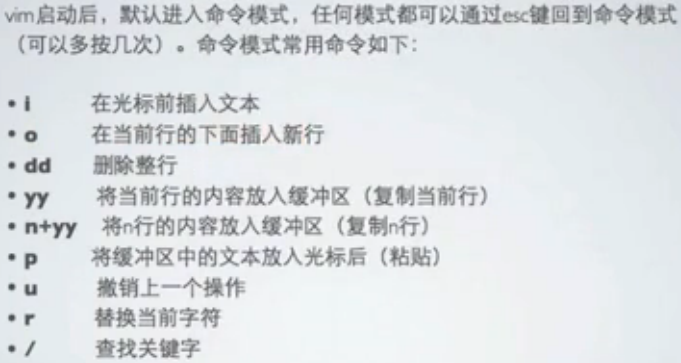 vim启动后，默认进入命令模式，任何模式都可以通过esc键回到命令模式
（可以多按几次）。命令模式常用命令如下：
• i 在光标前插入文本
• o 在当前行的下面插入新行
• dd 删除整行
• yy 将当前行的内容放入缓冲区（复制当前行）
• n+yy 将n行的内容放入缓冲区（复制n行）
• p 将缓冲区中的文本放入光标后（粘贴）
• u 撤销上一个操作
• r 替换当前字符
• / 查找关键字